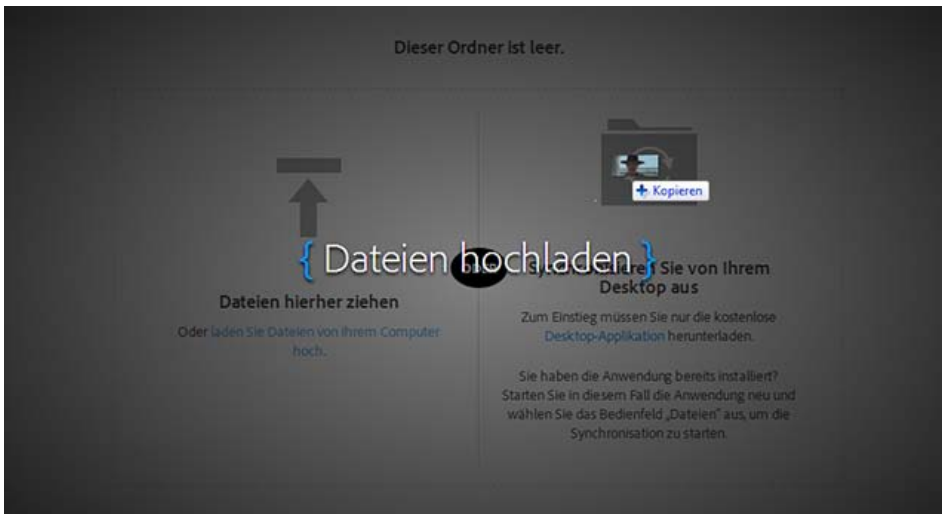 Dieser Ordner ist leer.
Kopieren
{ Dateien hochladen }
Dateien hierher ziehen
Oder laden Sie Dateien von Ihrem Computer
hoch.
Synchronisieren Sie von Ihrem
Desktop aus
Zum Einstieg müssen Sie nur die kostenlose
Desktop-Applikation herunterladen.
Sie haben die Anwendung bereits installiert?
Starten Sie in diesem Fall die Anwendung neu und
wählen Sie das Bedienfeld „Dateien" aus, um die
Synchronisation zu starten.